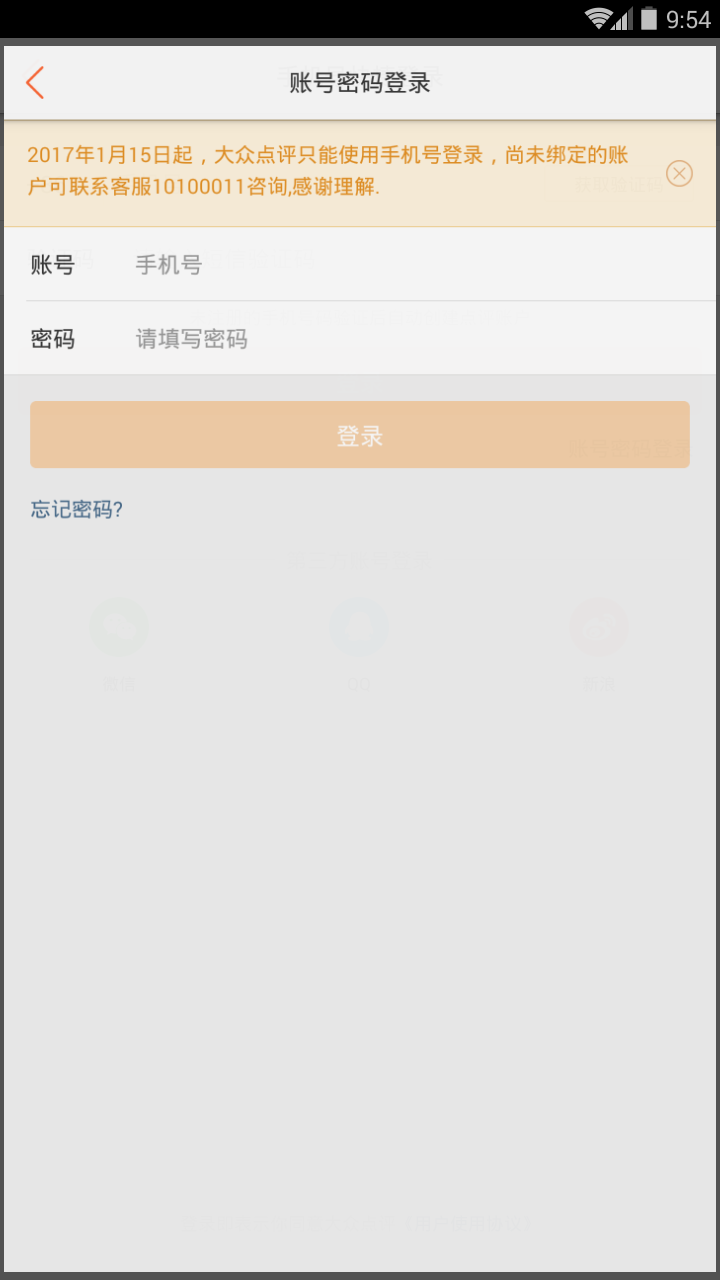 9:54
账号密码登录
2017年1月15日起，大众点评只能使用手机号登录，尚未绑定的账
户可联系客服10100011咨询,感谢理解.
账号 手机号
密码 请填写密码
登录
忘记密码?